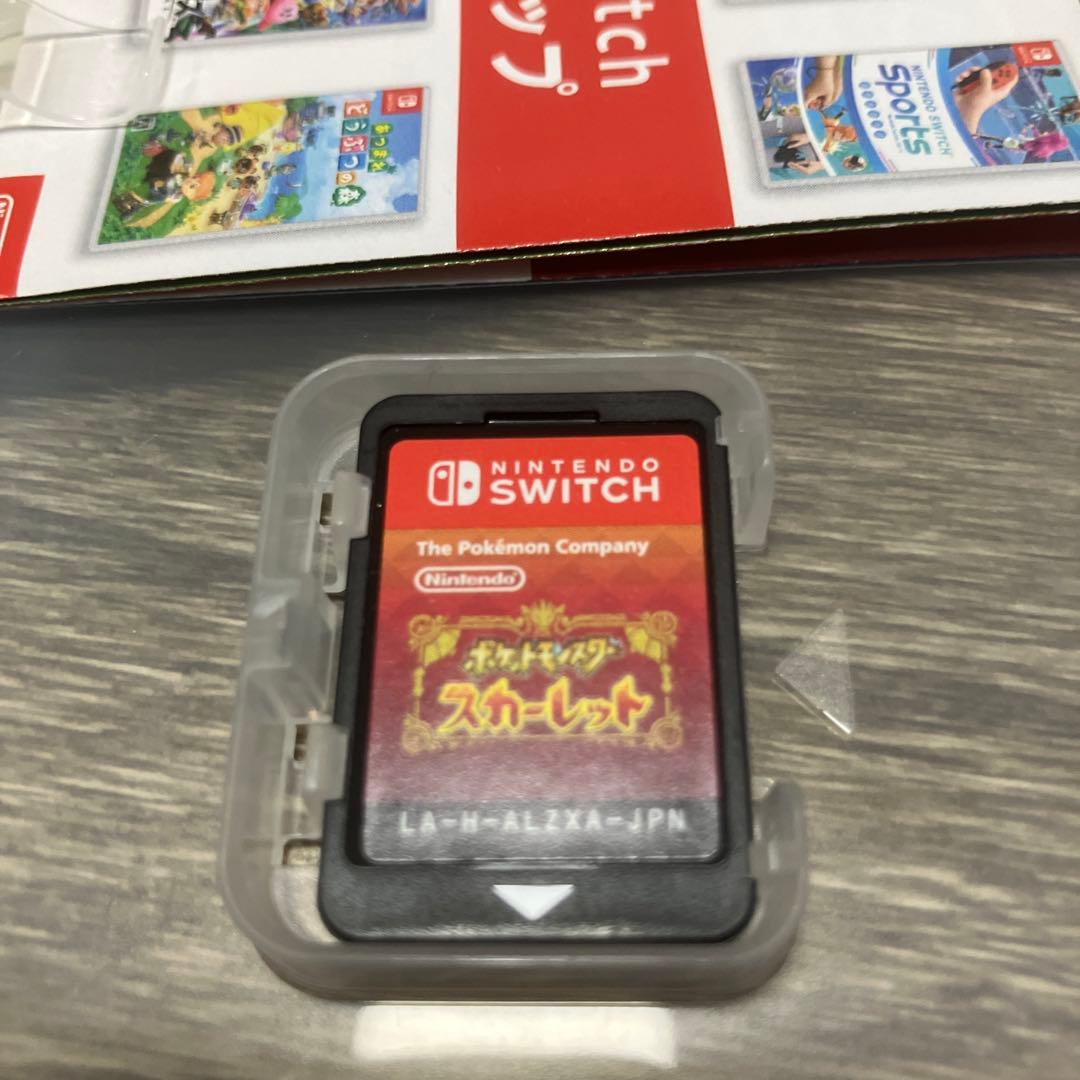 tch
ップ
あつまれ
どうぶつの森
NINTENDO SWITCH
Sports
NINTENDO
SWITCH
The Pokémon Company
Nintendo
ポケットモンスター
スカーレット
LA-H-ALZXA-JPN